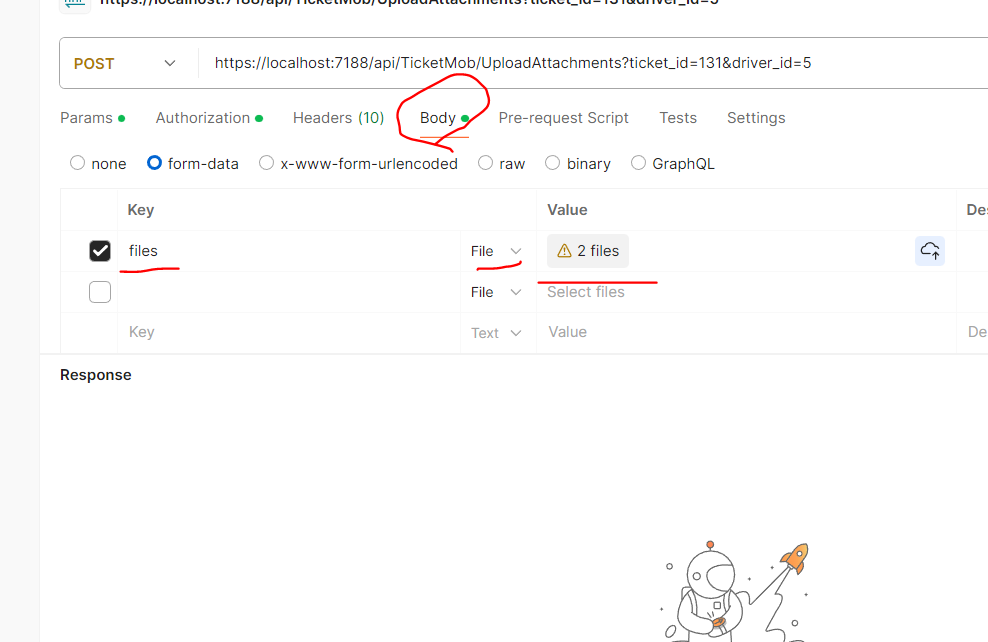 https://localhost:7188/api/TicketMob/UploadAttachments?ticket_id=131&driver_id=5
POST https://localhost:7188/api/TicketMob/UploadAttachments?ticket_id=131&driver_id=5
Params Authorization Headers (10) Body Pre-request Script Tests Settings
none form-data x-www-form-urlencoded raw binary GraphQL
Key Value Des
files File 2 files
File Select files
Key Text Value De
Response